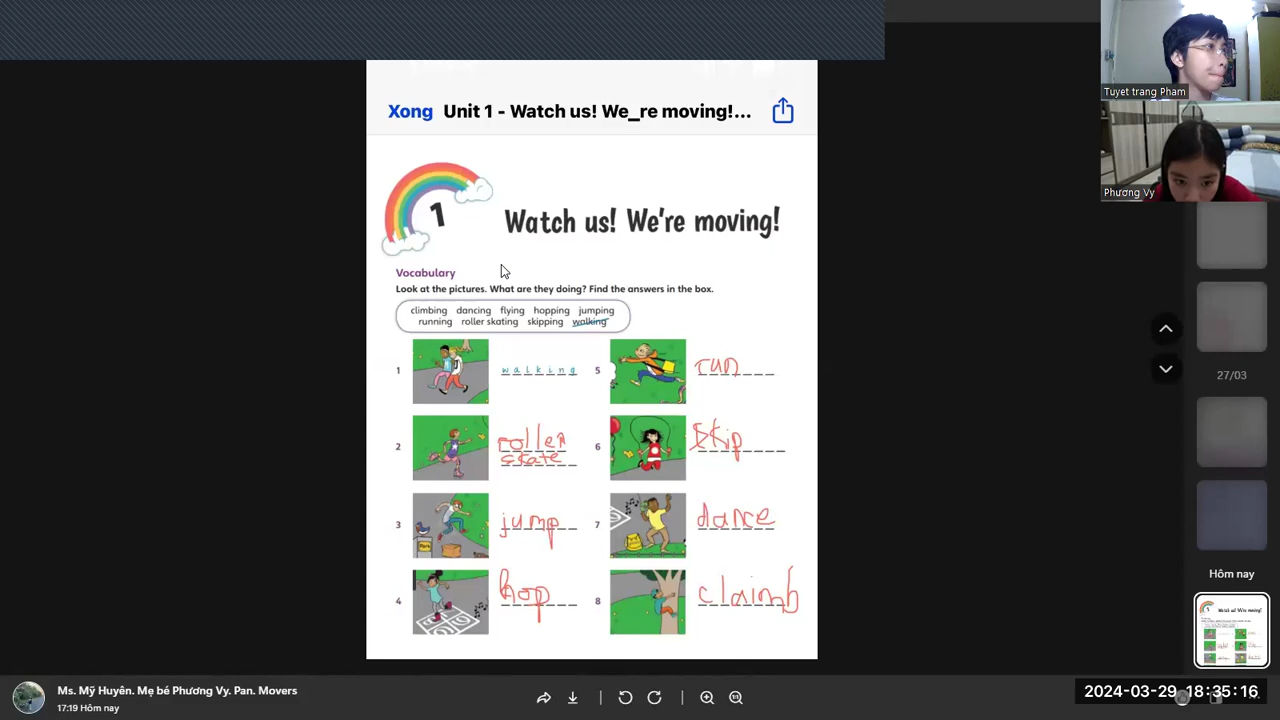 Tuyet trang Pham
Phương Vy
Xong Unit 1 - Watch us! We_re moving!...
1 Watch us! We're moving!
Vocabulary
Look at the pictures. What are they doing? Find the answers in the box.
climbing dancing flying hopping jumping
running roller skating skipping walking
1 walking
2 roller
skate
3 jump
4 hop
5 run
6 skip
7 dance
8 claimb
27/03
Hôm nay
Ms. Mỹ Huyên. Mẹ bé Phương Vy. Pan. Movers
17:19 Hôm nay
2024-03-29 18:35:16